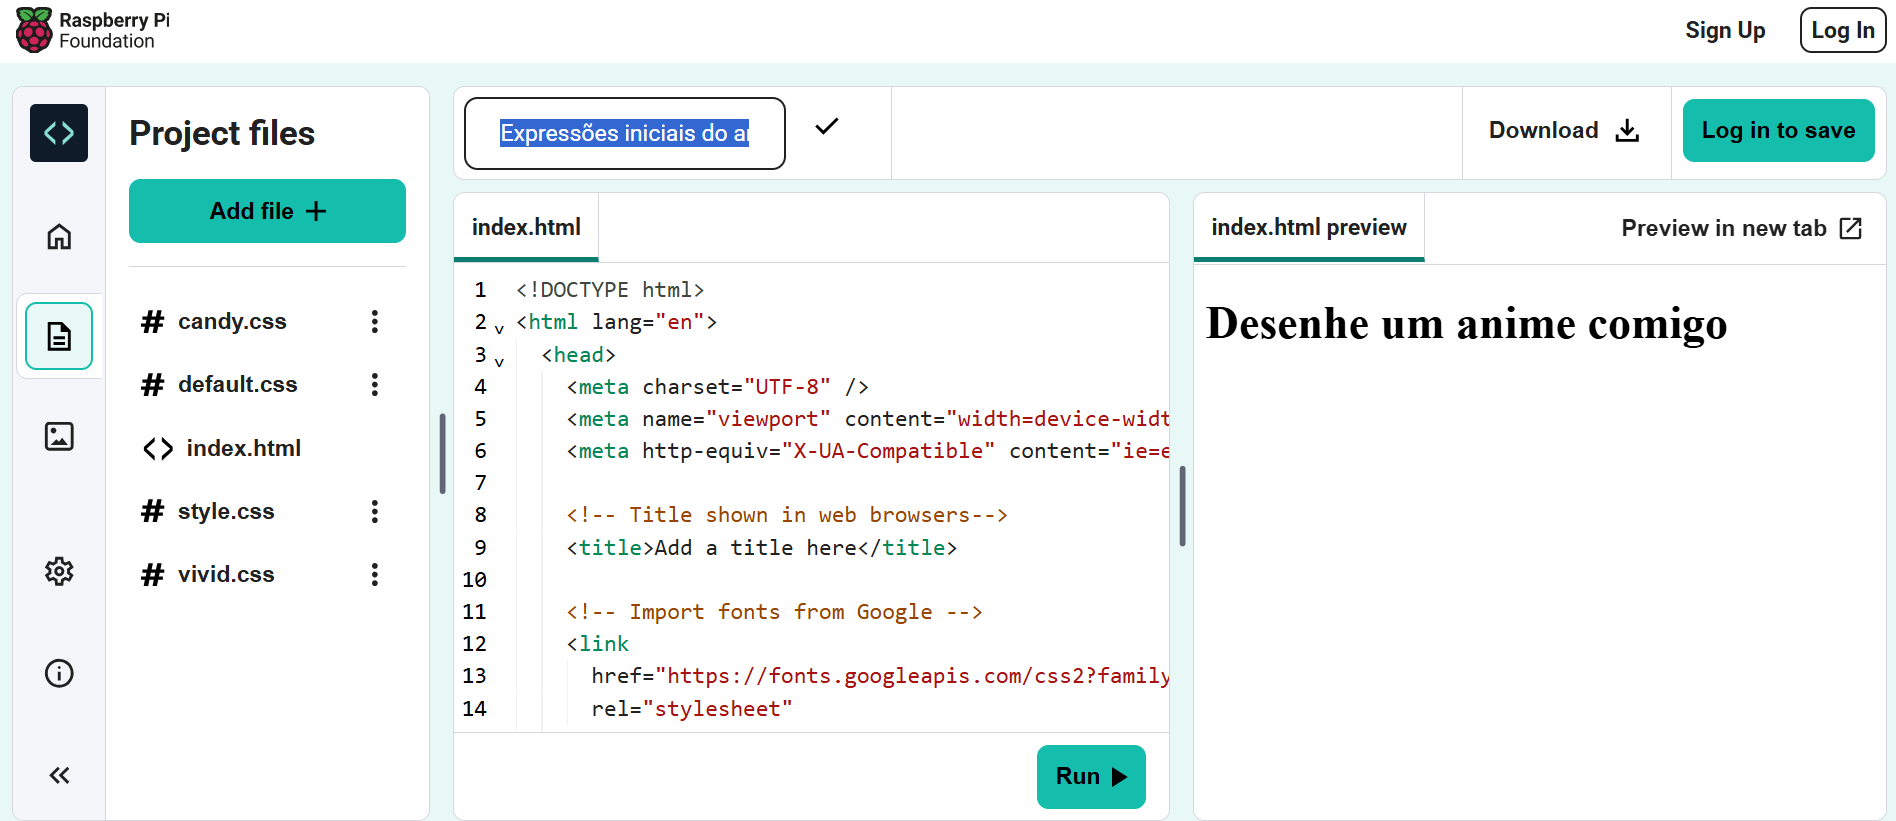 Raspberry Pi
Foundation
Sign Up
Log In
Project files
Add file
candy.css
default.css
index.html
style.css
vivid.css
Expressões iniciais do
Download
Log in to save
index.html
1 <!DOCTYPE html>
2 <html lang="en">
3 <head>
4 <meta charset="UTF-8" />
5 <meta name="viewport" content="width=device-widt
6 <meta http-equiv="X-UA-Compatible" content="ie=e
7
8 <!-- Title shown in web browsers-->
9 <title>Add a title here</title>
10
11 <!-- Import fonts from Google -->
12 <link
13 href="https://fonts.googleapis.com/css2?family
14 rel="stylesheet"
Run
index.html preview
Preview in new tab
Desenhe um anime comigo